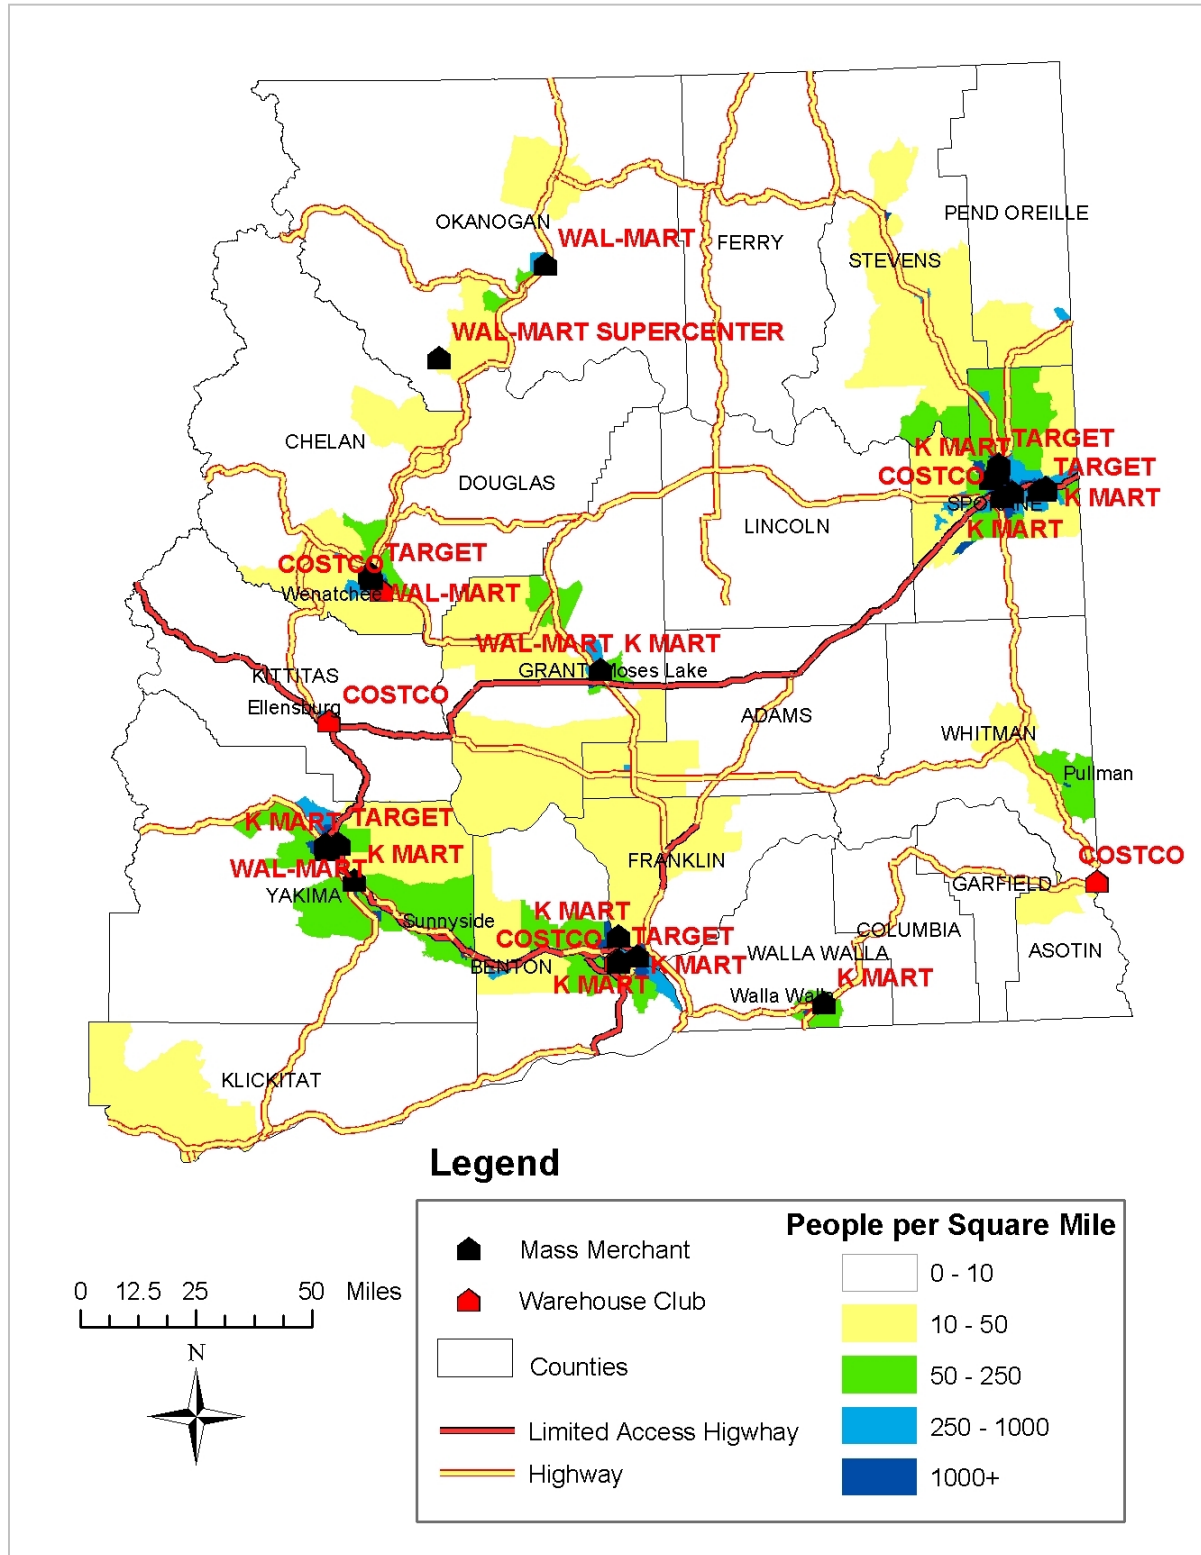 OKANOGAN
PEND OREILLE
WAL-MART
FERRY
STEVENS
WAL-MART SUPERCENTER
CHELAN
K MART
TARGET
DOUGLAS
COSTCO
TARGET
K MART
SPOKANE
LINCOLN
K MART
TARGET
COSTCO
Wenatchee
WAL-MART
WAL-MART
K MART
GRANT
Moses Lake
KITTITAS
COSTCO
Ellensburg
ADAMS
WHITMAN
Pullman
K MART
TARGET
K MART
WAL-MART
YAKIMA
FRANKLIN
COSTCO
GARFIELD
Sunnyside
K MART
COLUMBIA
COSTCO
TARGET
WALLA WALLA
ASOTIN
BENTON
K MART
K MART
K MART
Walla Walla
KLICKITAT
Legend
People per Square Mile
Mass Merchant
0 - 10
Warehouse Club
10 - 50
Counties
50 - 250
Limited Access Higwhay
250 - 1000
Highway
1000+
0 12.5 25 50 Miles
N